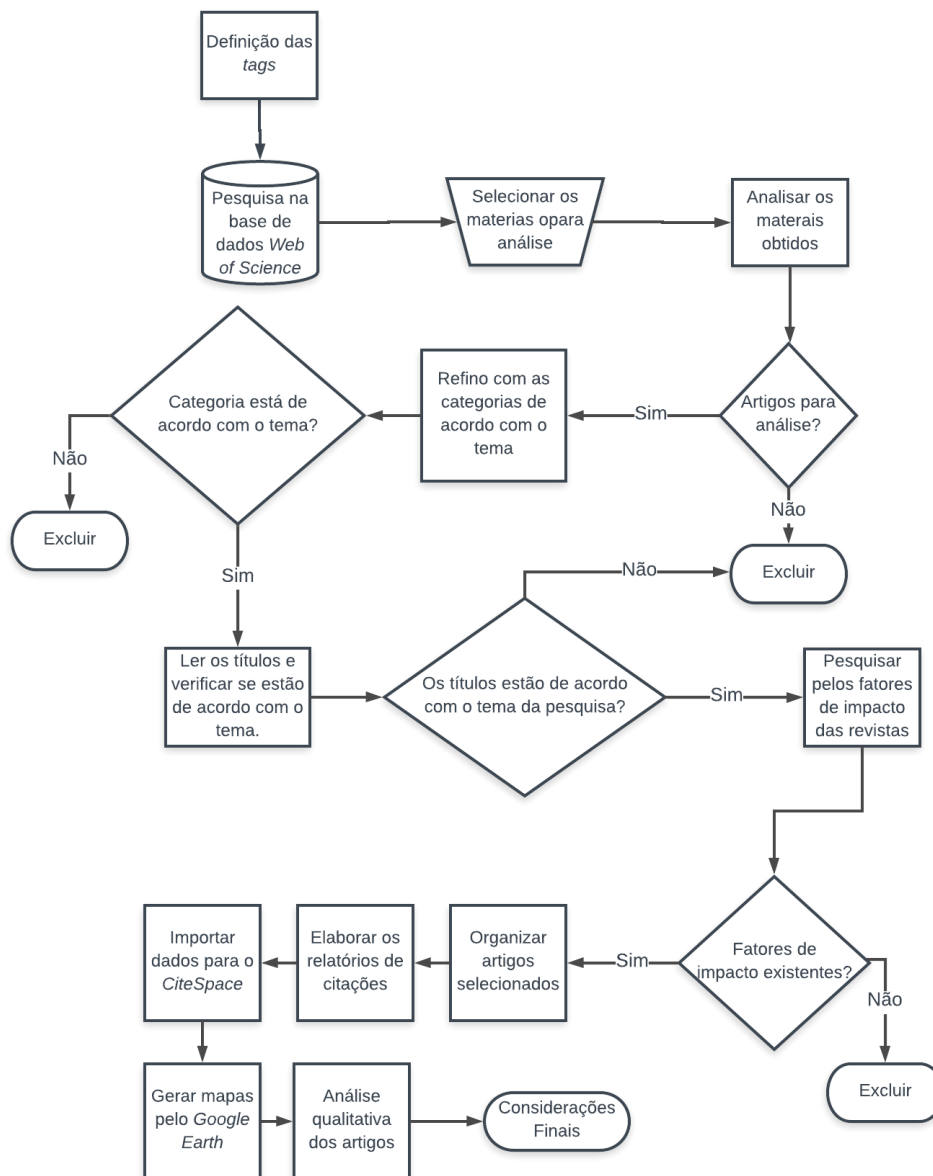 Definição das
tags
Pesquisa na
base de
dados Web
of Science
Selecionar os
materias opara
análise
Analisar os
materais
obtidos
Artigos para
análise?
Sim
Não
Excluir
Refino com as
categorias de
acordo com o
tema
Categoria está de
acordo com o tema?
Não
Excluir
Sim
Ler os títulos e
verificar se estão
de acordo com o
tema.
Os títulos estão de acordo
com o tema da pesquisa?
Não
Sim
Pesquisar
pelos fatores
de impacto
das revistas
Fatores de
impacto existentes?
Não
Excluir
Sim
Organizar
artigos
selecionados
Elaborar os
relatórios de
citações
Importar
dados para o
CiteSpace
Gerar mapas
pelo Google
Earth
Análise
qualitativa
dos artigos
Considerações
Finais